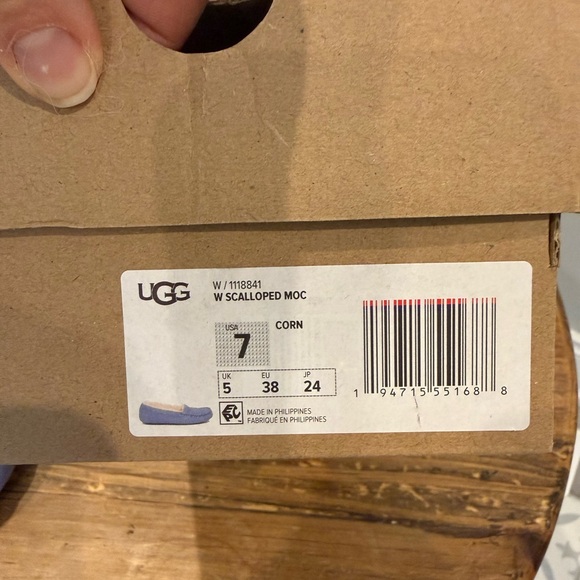 UGG
W / 1118841
W SCALLOPED MOC
USA
7
CORN
UK EU JP
5 38 24
MADE IN PHILIPPINES
FABRIQUÉ EN PHILIPPINES
1 94715 55168 8